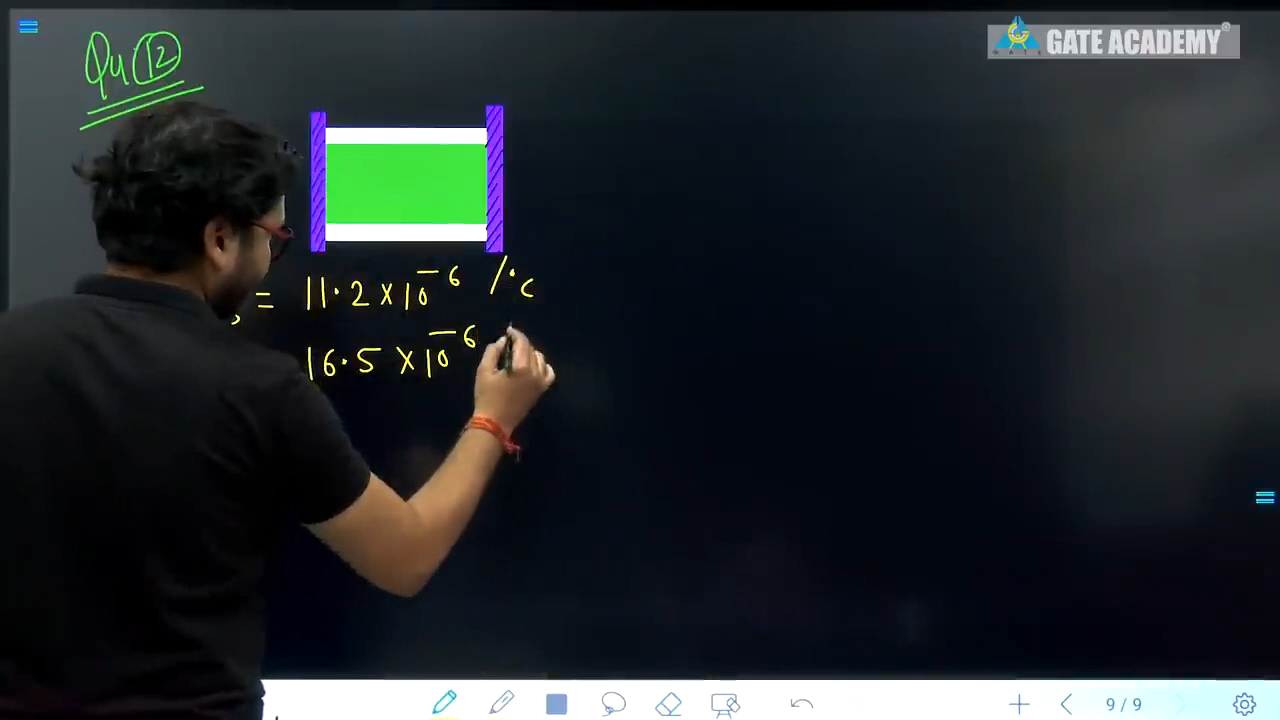 Qu 12
GATE ACADEMY
= 11.2 × 10⁻⁶ /°c
16.5 × 10⁻⁶
9 / 9